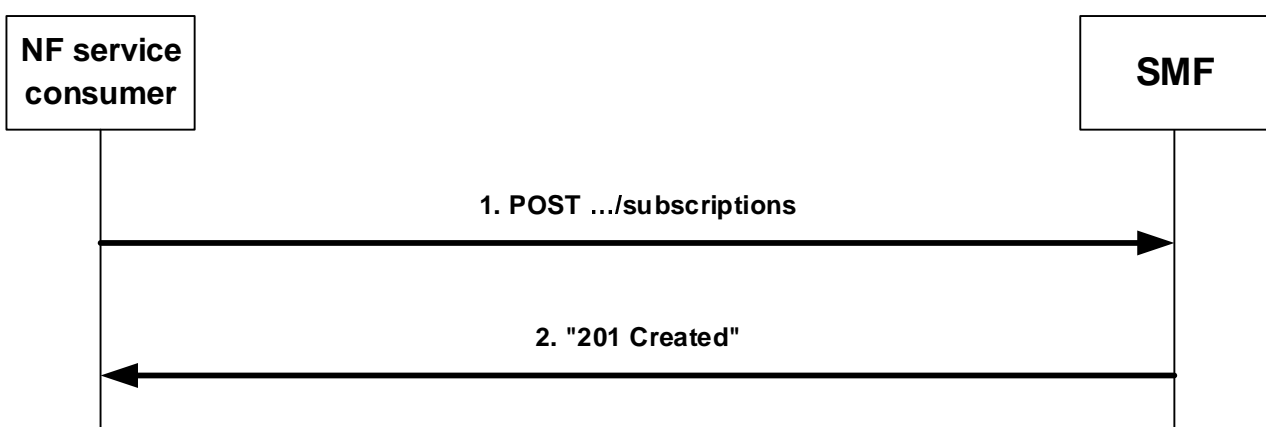 NF service
consumer
SMF
1. POST …/subscriptions
2. "201 Created"